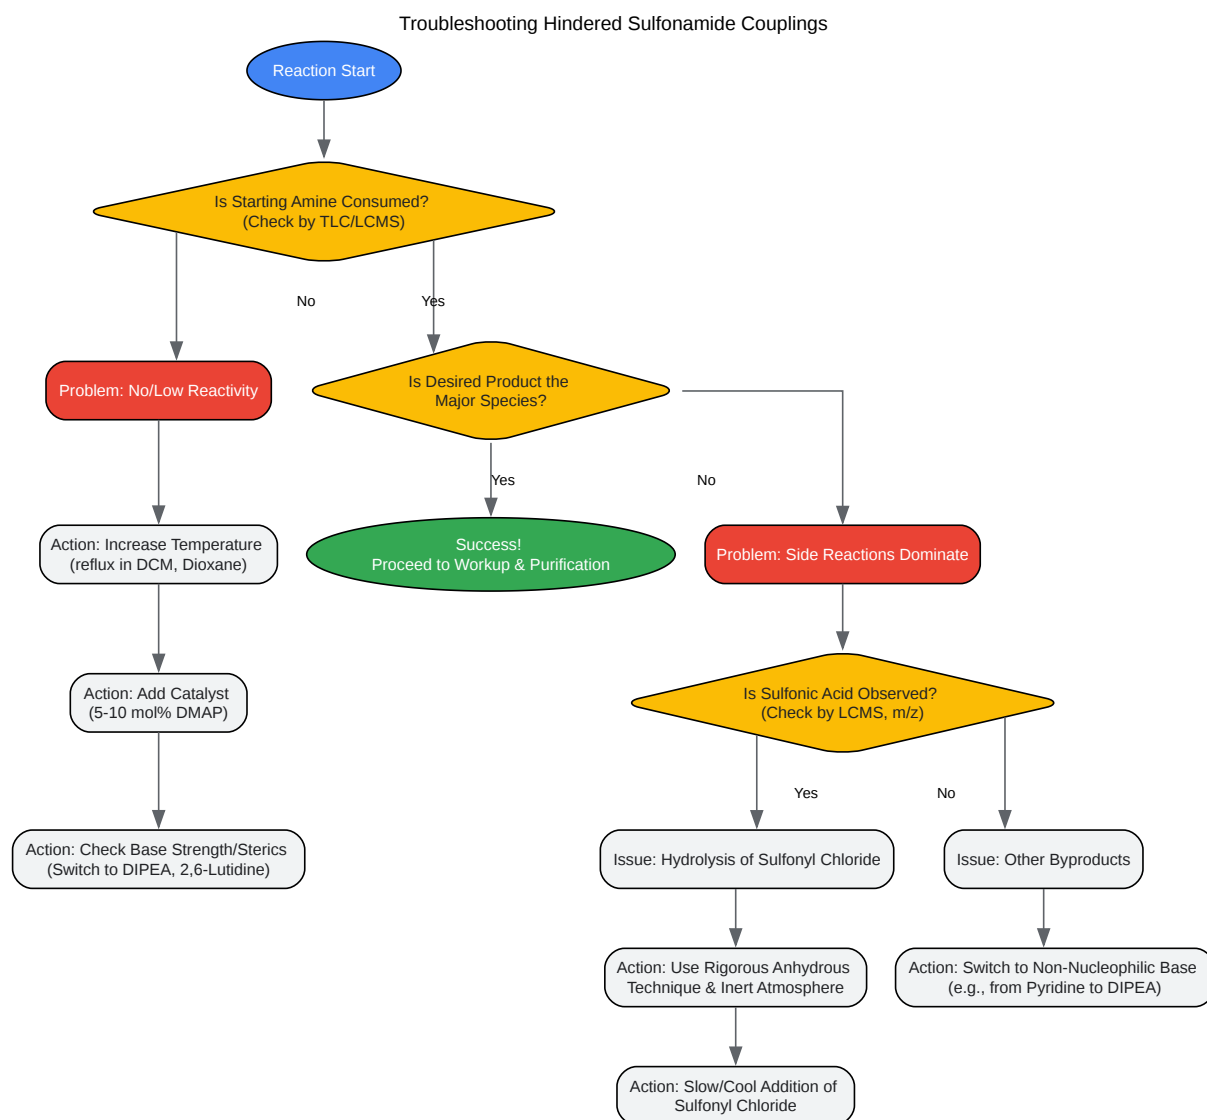 Troubleshooting Hindered Sulfonamide Couplings
Reaction Start
Is Starting Amine Consumed?
(Check by TLC/LCMS)
No
Yes
Problem: No/Low Reactivity
Is Desired Product the
Major Species?
Yes
No
Action: Increase Temperature
(reflux in DCM, Dioxane)
Success!
Proceed to Workup & Purification
Problem: Side Reactions Dominate
Action: Add Catalyst
(5-10 mol% DMAP)
Is Sulfonic Acid Observed?
(Check by LCMS, m/z)
Yes
No
Action: Check Base Strength/Sterics
(Switch to DIPEA, 2,6-Lutidine)
Issue: Hydrolysis of Sulfonyl Chloride
Issue: Other Byproducts
Action: Use Rigorous Anhydrous
Technique & Inert Atmosphere
Action: Switch to Non-Nucleophilic Base
(e.g., from Pyridine to DIPEA)
Action: Slow/Cool Addition of
Sulfonyl Chloride